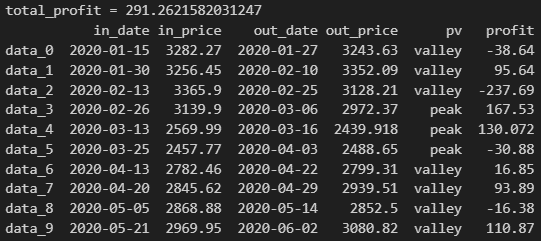 total_profit = 291.2621582031247
in_date in_price out_date out_price pv profit
data_0 2020-01-15 3282.27 2020-01-27 3243.63 valley -38.64
data_1 2020-01-30 3256.45 2020-02-10 3352.09 valley 95.64
data_2 2020-02-13 3365.9 2020-02-25 3128.21 valley -237.69
data_3 2020-02-26 3139.9 2020-03-06 2972.37 peak 167.53
data_4 2020-03-13 2569.99 2020-03-16 2439.918 peak 130.072
data_5 2020-03-25 2457.77 2020-04-03 2488.65 peak -30.88
data_6 2020-04-13 2782.46 2020-04-22 2799.31 valley 16.85
data_7 2020-04-20 2845.62 2020-04-29 2939.51 valley 93.89
data_8 2020-05-05 2868.88 2020-05-14 2852.5 valley -16.38
data_9 2020-05-21 2969.95 2020-06-02 3080.82 valley 110.87